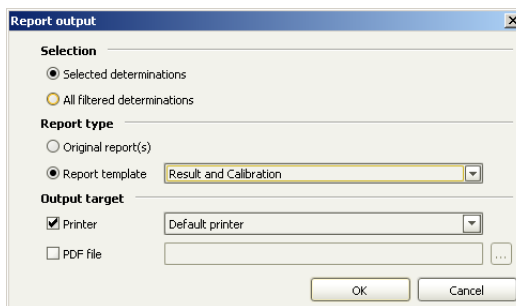 Report output
Selection
Selected determinations
All filtered determinations
Report type
Original report(s)
Report template Result and Calibration
Output target
Printer Default printer
PDF file ...
OK Cancel